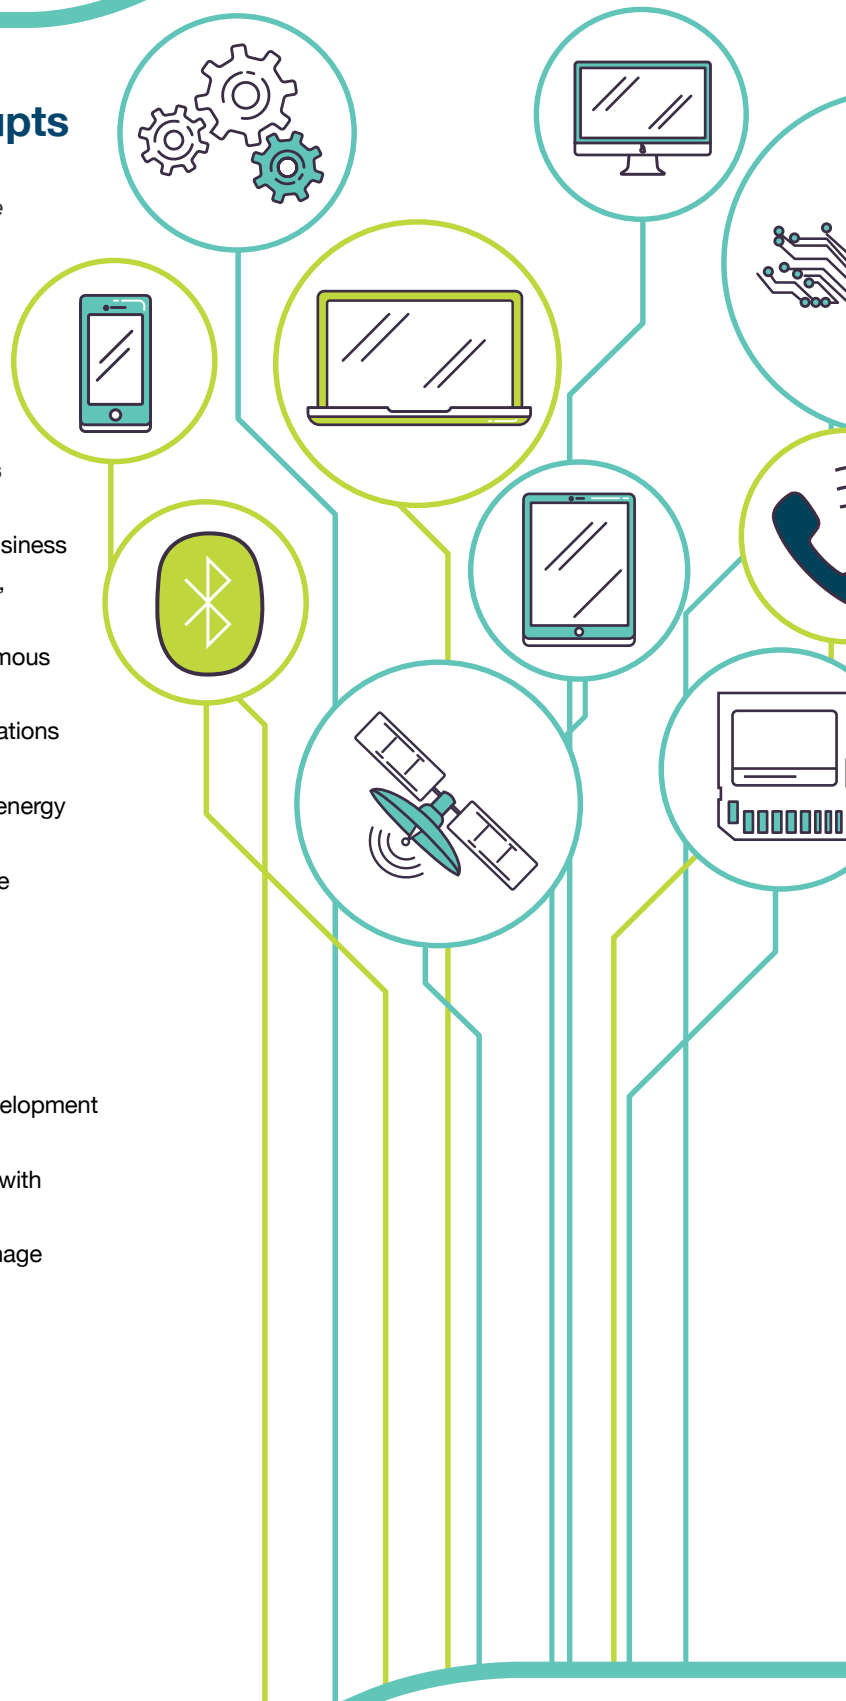 upts
e
s
siness
,
mous
ations
energy
e
elopment
with
nage